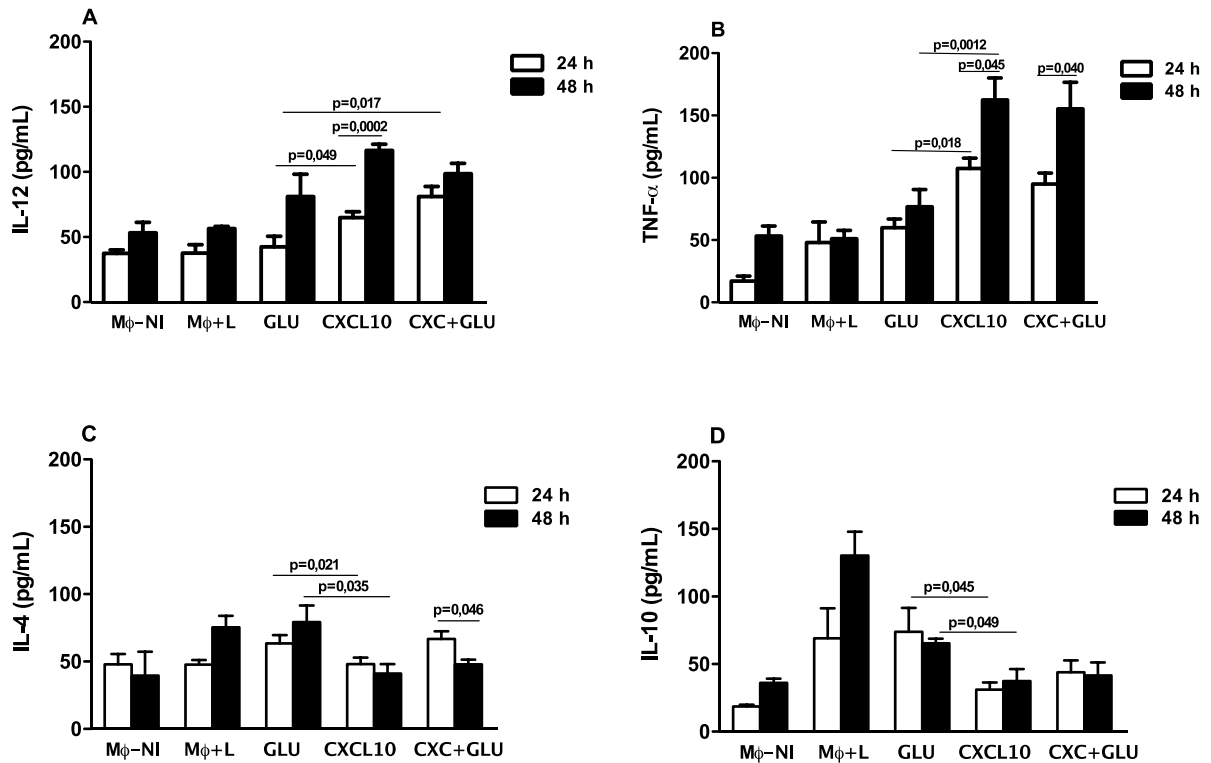 A
200
150
100
50
0
IL-12 (pg/mL)
24 h
48 h
p=0,017
p=0,0002
p=0,049
Mϕ−NI Mϕ+L GLU CXCL10 CXC+GLU
B
200
150
100
50
0
TNF-α (pg/mL)
24 h
48 h
p=0,0012
p=0,045
p=0,040
p=0,018
Mϕ−NI Mϕ+L GLU CXCL10 CXC+GLU
C
200
150
100
50
0
IL-4 (pg/mL)
24 h
48 h
p=0,021
p=0,035
p=0,046
Mϕ−NI Mϕ+L GLU CXCL10 CXC+GLU
D
200
150
100
50
0
IL-10 (pg/mL)
24 h
48 h
p=0,045
p=0,049
Mϕ−NI Mϕ+L GLU CXCL10 CXC+GLU